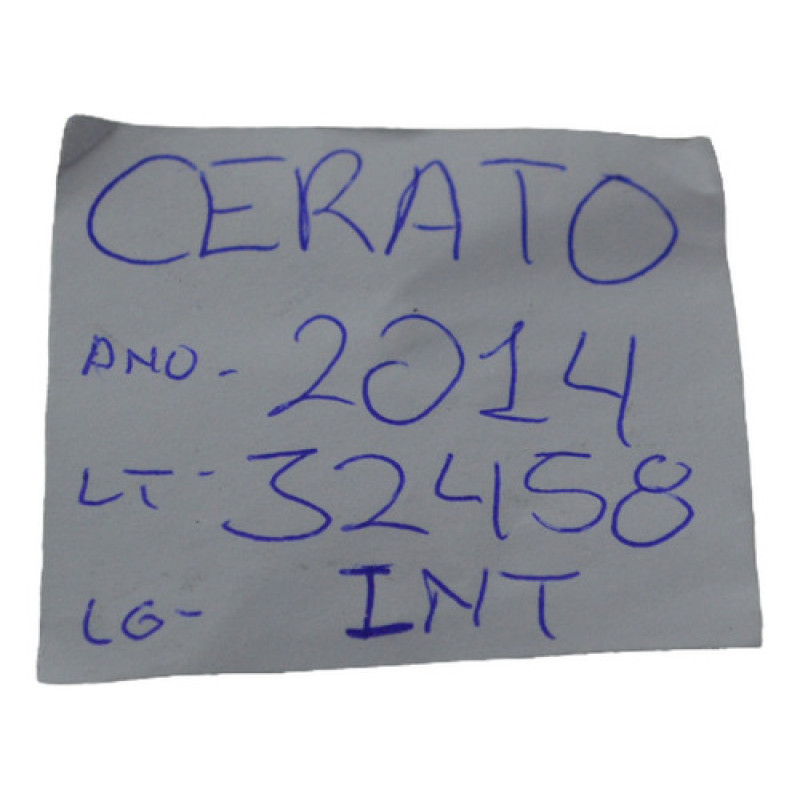 CERATO
ANO - 2014
LT - 32458
LG - INT